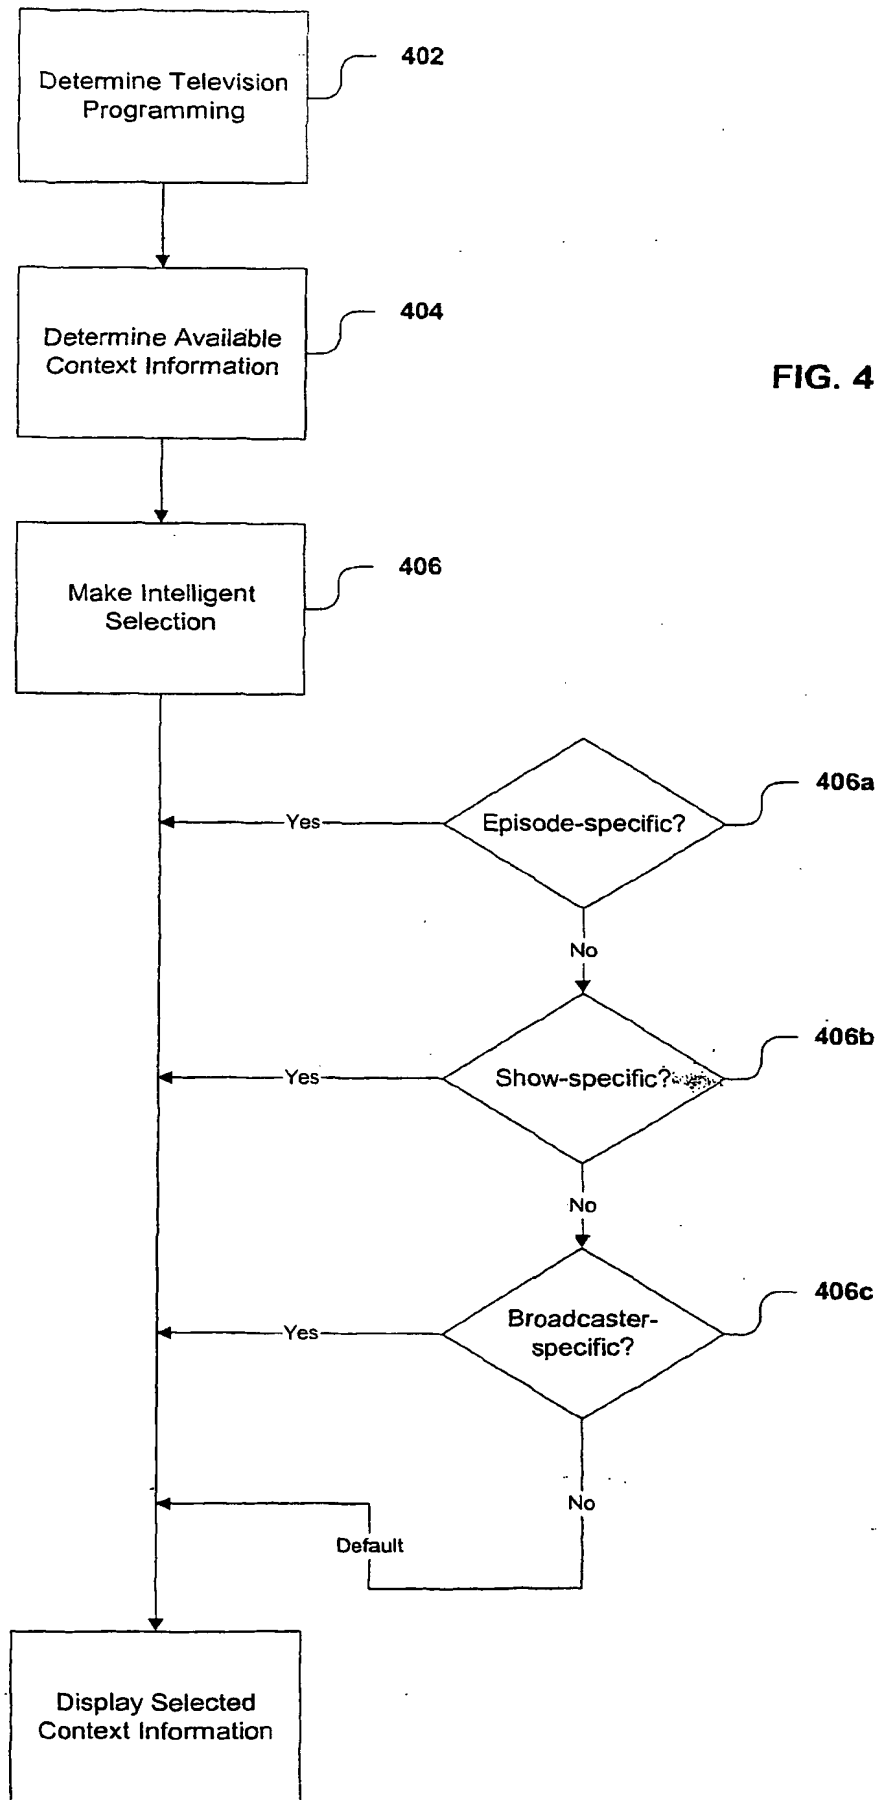 Determine Television
Programming
402
Determine Available
Context Information
404
FIG. 4
Make Intelligent
Selection
406
Episode-specific?
406a
Yes
No
Show-specific?
406b
Yes
No
Broadcaster-
specific?
406c
Yes
No
Default
Display Selected
Context Information